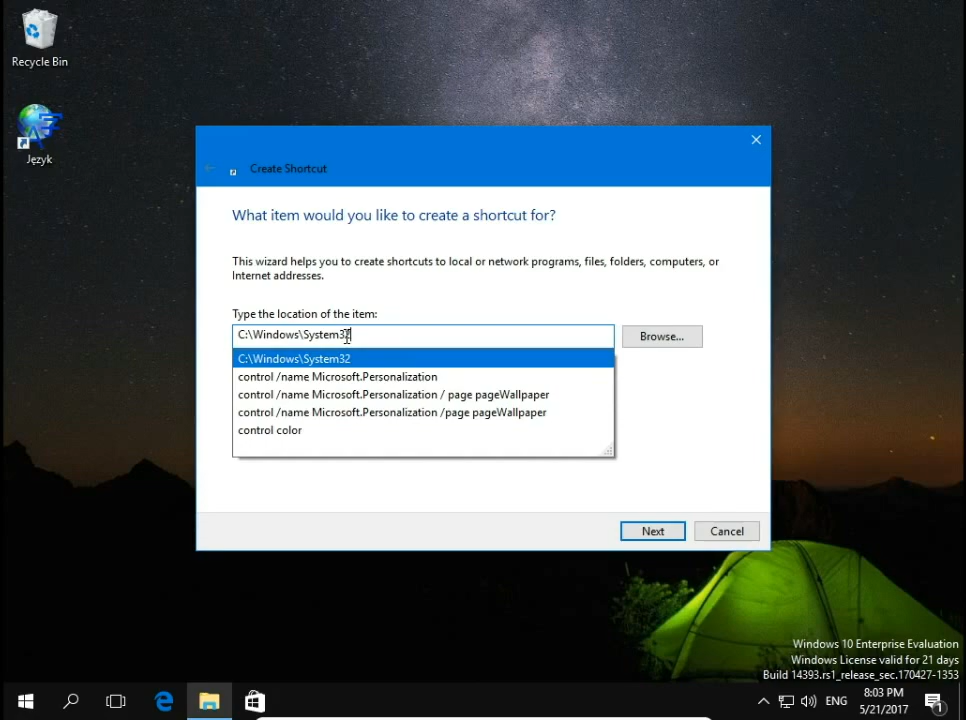 Recycle Bin
Język
Create Shortcut
What item would you like to create a shortcut for?
This wizard helps you to create shortcuts to local or network programs, files, folders, computers, or
Internet addresses.
Type the location of the item:
C:\Windows\System32
Browse...
C:\Windows\System32
control /name Microsoft.Personalization
control /name Microsoft.Personalization / page pageWallpaper
control /name Microsoft.Personalization /page pageWallpaper
control color
Next
Cancel
Windows 10 Enterprise Evaluation
Windows License valid for 21 days
Build 14393.rs1_release_sec.170427-1353
ENG
8:03 PM
5/21/2017
1